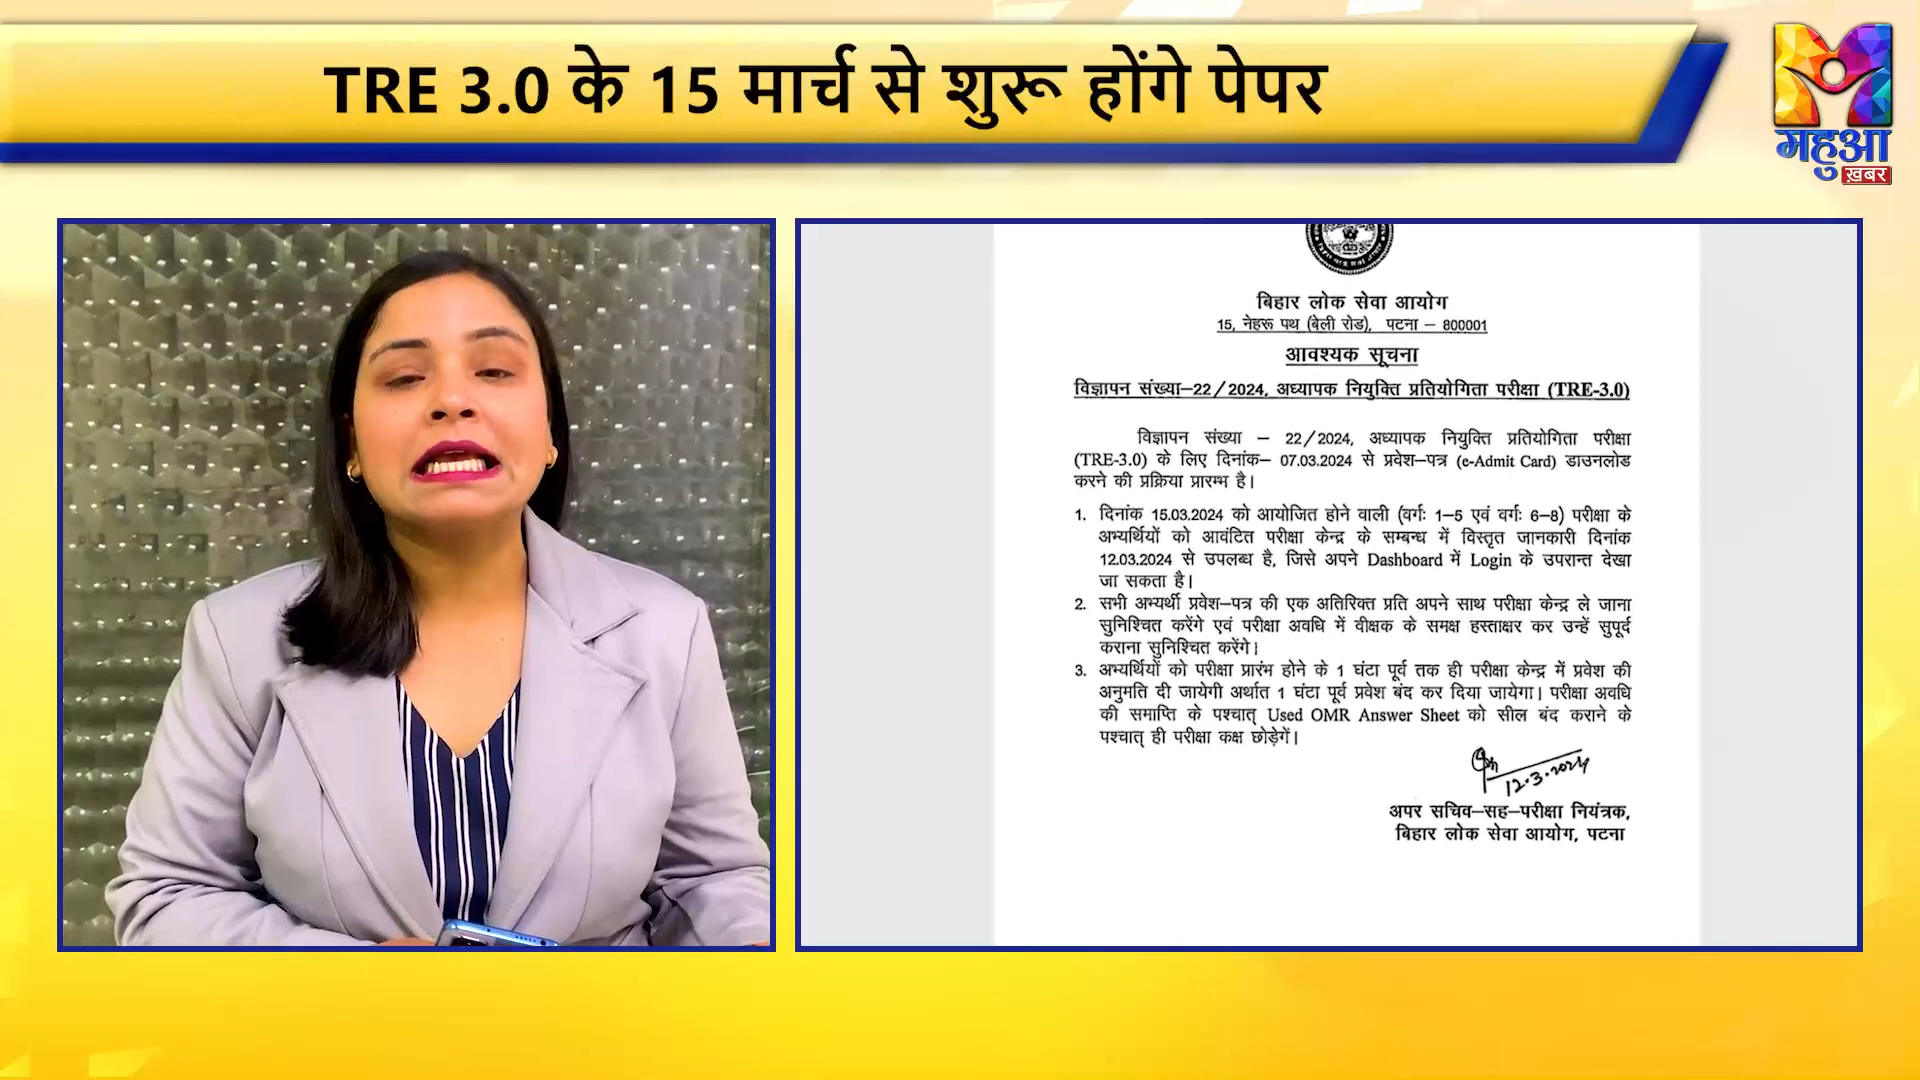 TRE 3.0 के 15 मार्च से शुरू होंगे पेपर
महुआ
ख़बर
बिहार लोक सेवा आयोग
15, नेहरू पथ (बेली रोड), पटना – 800001
आवश्यक सूचना
विज्ञापन संख्या–22/2024, अध्यापक नियुक्ति प्रतियोगिता परीक्षा (TRE-3.0)
विज्ञापन संख्या – 22/2024, अध्यापक नियुक्ति प्रतियोगिता परीक्षा
(TRE-3.0) के लिए दिनांक– 07.03.2024 से प्रवेश–पत्र (e-Admit Card) डाउनलोड
करने की प्रक्रिया प्रारम्भ है।
1. दिनांक 15.03.2024 को आयोजित होने वाली (वर्गः 1–5 एवं वर्गः 6–8) परीक्षा के
अभ्यर्थियों को आवंटित परीक्षा केन्द्र के सम्बन्ध में विस्तृत जानकारी दिनांक
12.03.2024 से उपलब्ध है, जिसे अपने Dashboard में Login के उपरान्त देखा
जा सकता है।
2. सभी अभ्यर्थी प्रवेश–पत्र की एक अतिरिक्त प्रति अपने साथ परीक्षा केन्द्र ले जाना
सुनिश्चित करेंगे एवं परीक्षा अवधि में वीक्षक के समक्ष हस्ताक्षर कर उन्हें सुपूर्द
कराना सुनिश्चित करेंगे।
3. अभ्यर्थियों को परीक्षा प्रारंभ होने के 1 घंटा पूर्व तक ही परीक्षा केन्द्र में प्रवेश की
अनुमति दी जायेगी अर्थात 1 घंटा पूर्व प्रवेश बंद कर दिया जायेगा। परीक्षा अवधि
की समाप्ति के पश्चात् Used OMR Answer Sheet को सील बंद कराने के
पश्चात् ही परीक्षा कक्ष छोड़ेगें।
12.3.2024
अपर सचिव–सह–परीक्षा नियंत्रक,
बिहार लोक सेवा आयोग, पटना